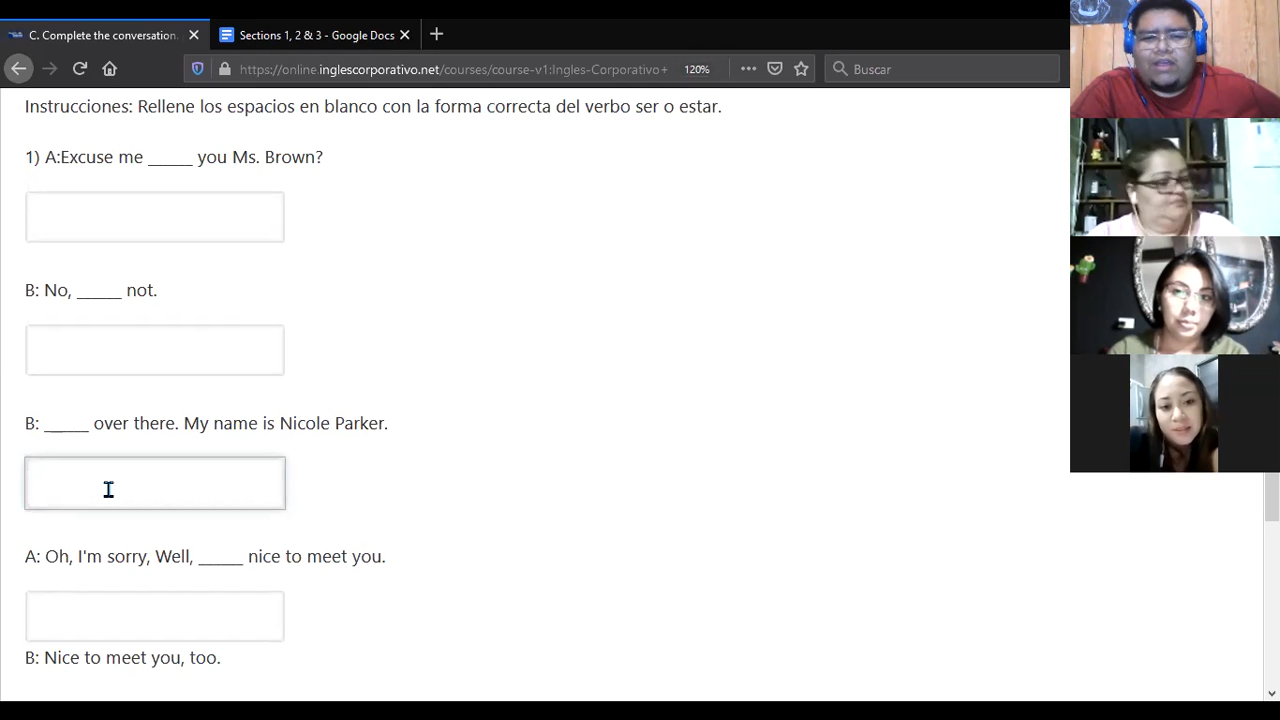 C. Complete the conversation.
Sections 1, 2 & 3 - Google Docs
https://online.inglescorporativo.net/courses/course-v1:Ingles-Corporativo+
120%
Buscar
Instrucciones: Rellene los espacios en blanco con la forma correcta del verbo ser o estar.
1) A:Excuse me _____ you Ms. Brown?
B: No, _____ not.
B: _____ over there. My name is Nicole Parker.
A: Oh, I'm sorry, Well, _____ nice to meet you.
B: Nice to meet you, too.